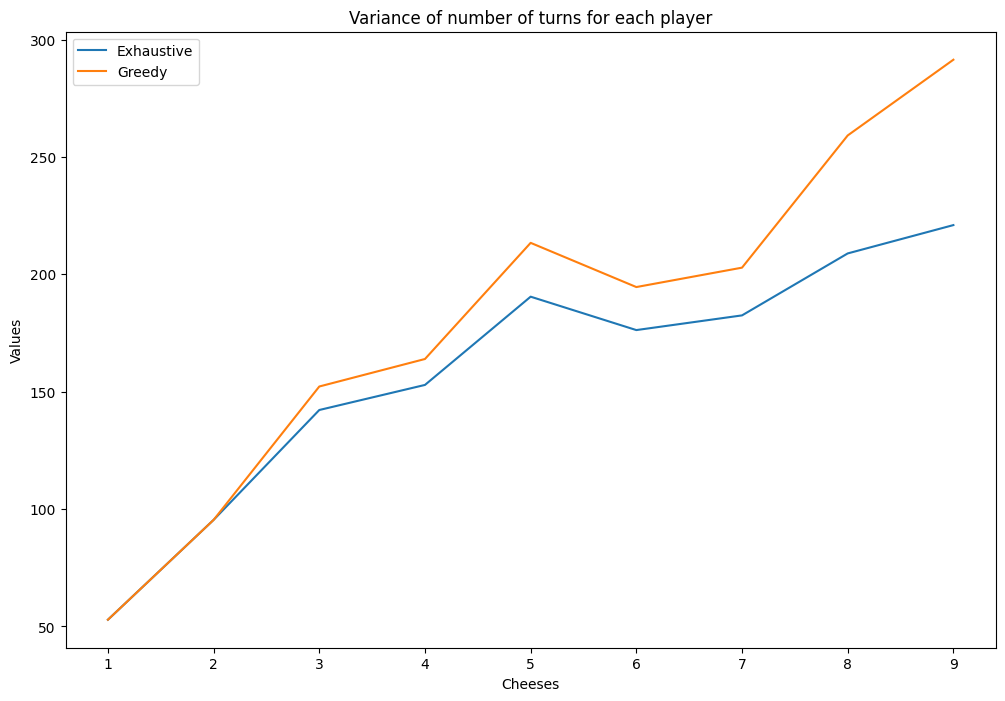 Variance of number of turns for each player
Exhaustive
Greedy
300
250
200
150
100
50
Values
1 2 3 4 5 6 7 8 9
Cheeses